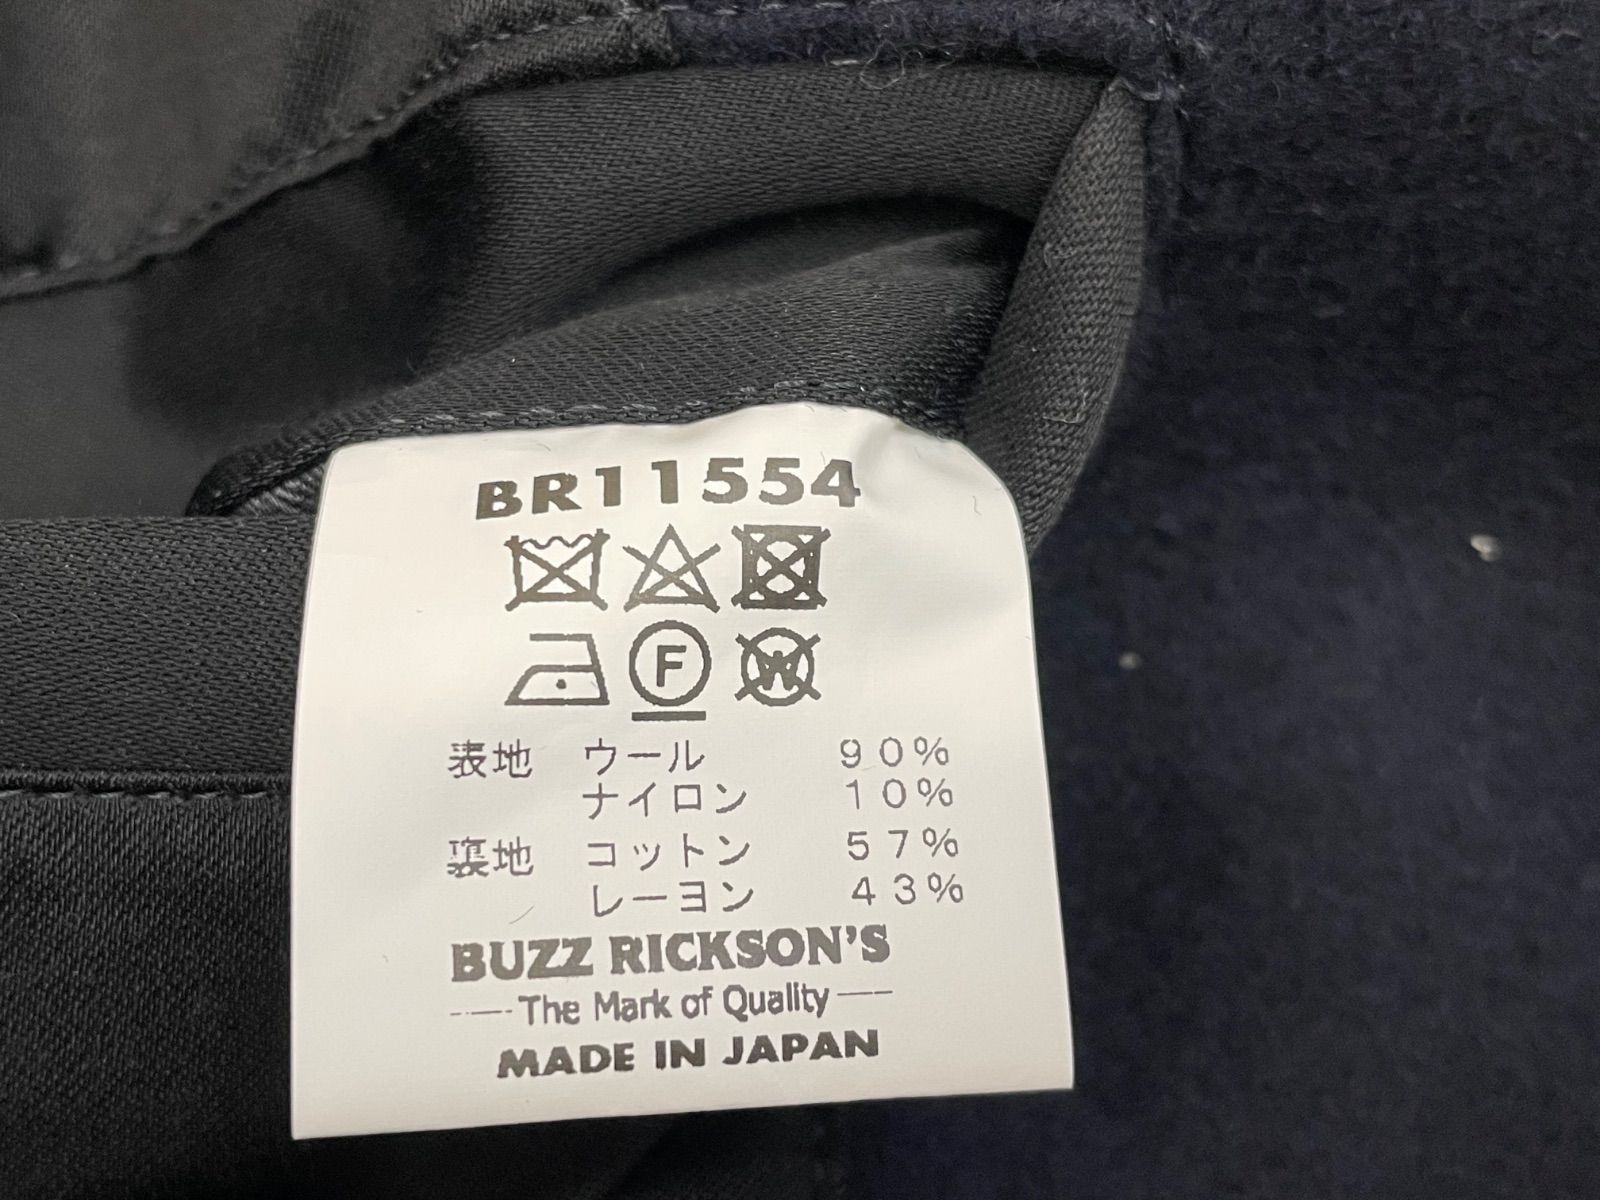 BR11554
F W
表地 ウール 90%
ナイロン 10%
裏地 コットン 57%
レーヨン 43%
BUZZ RICKSON'S
The Mark of Quality
MADE IN JAPAN